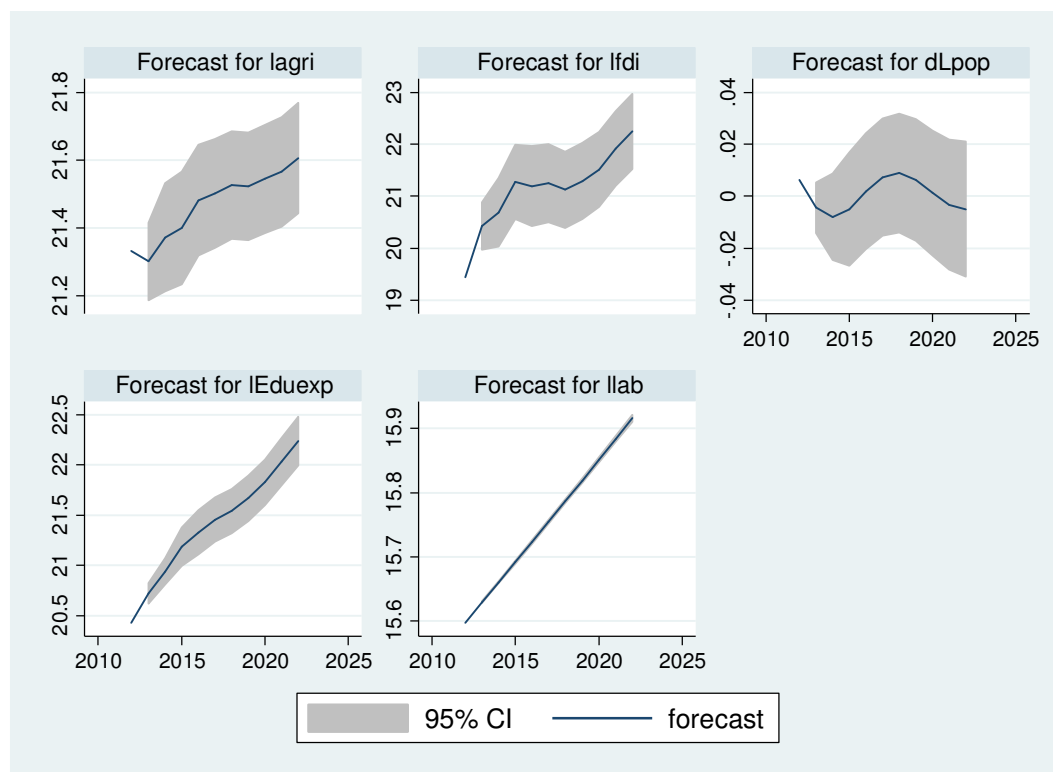 Forecast for lagri
21.8
21.6
21.4
21.2
Forecast for lfdi
23
22
21
20
19
Forecast for dLpop
.04
.02
0
-.02
-.04
2010 2015 2020 2025
Forecast for lEduexp
22.5
22
21.5
21
20.5
2010 2015 2020 2025
Forecast for llab
15.9
15.8
15.7
15.6
2010 2015 2020 2025
95% CI forecast